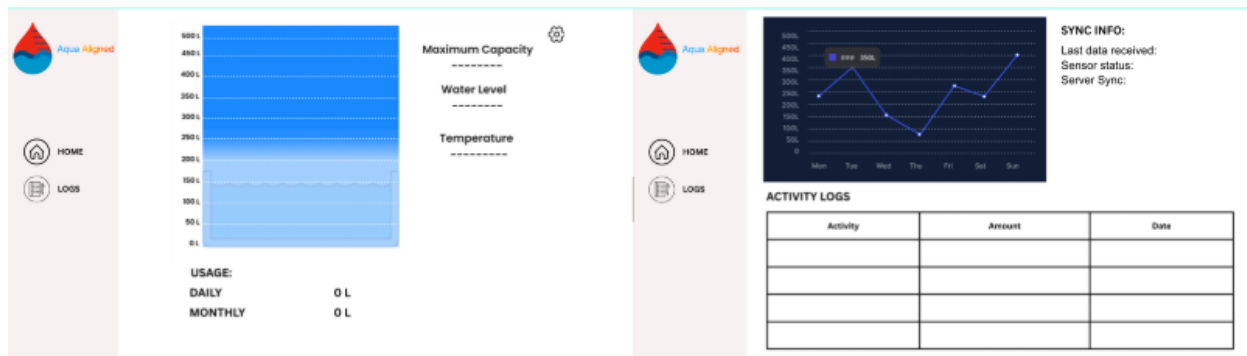 Aqua Aligned
HOME
LOGS
500 L
450 L
400 L
350 L
300 L
250 L
200 L
150 L
100 L
50 L
0 L
Maximum Capacity
--------
Water Level
--------
Temperature
---------
USAGE:
DAILY 0 L
MONTHLY 0 L
Aqua Aligned
HOME
LOGS
500L
450L
400L
350L
300L
250L
200L
150L
100L
50L
0
### 350L
Mon Tue Wed Thu Fri Sat Sun
SYNC INFO:
Last data received:
Sensor status:
Server Sync:
ACTIVITY LOGS
Activity Amount Date